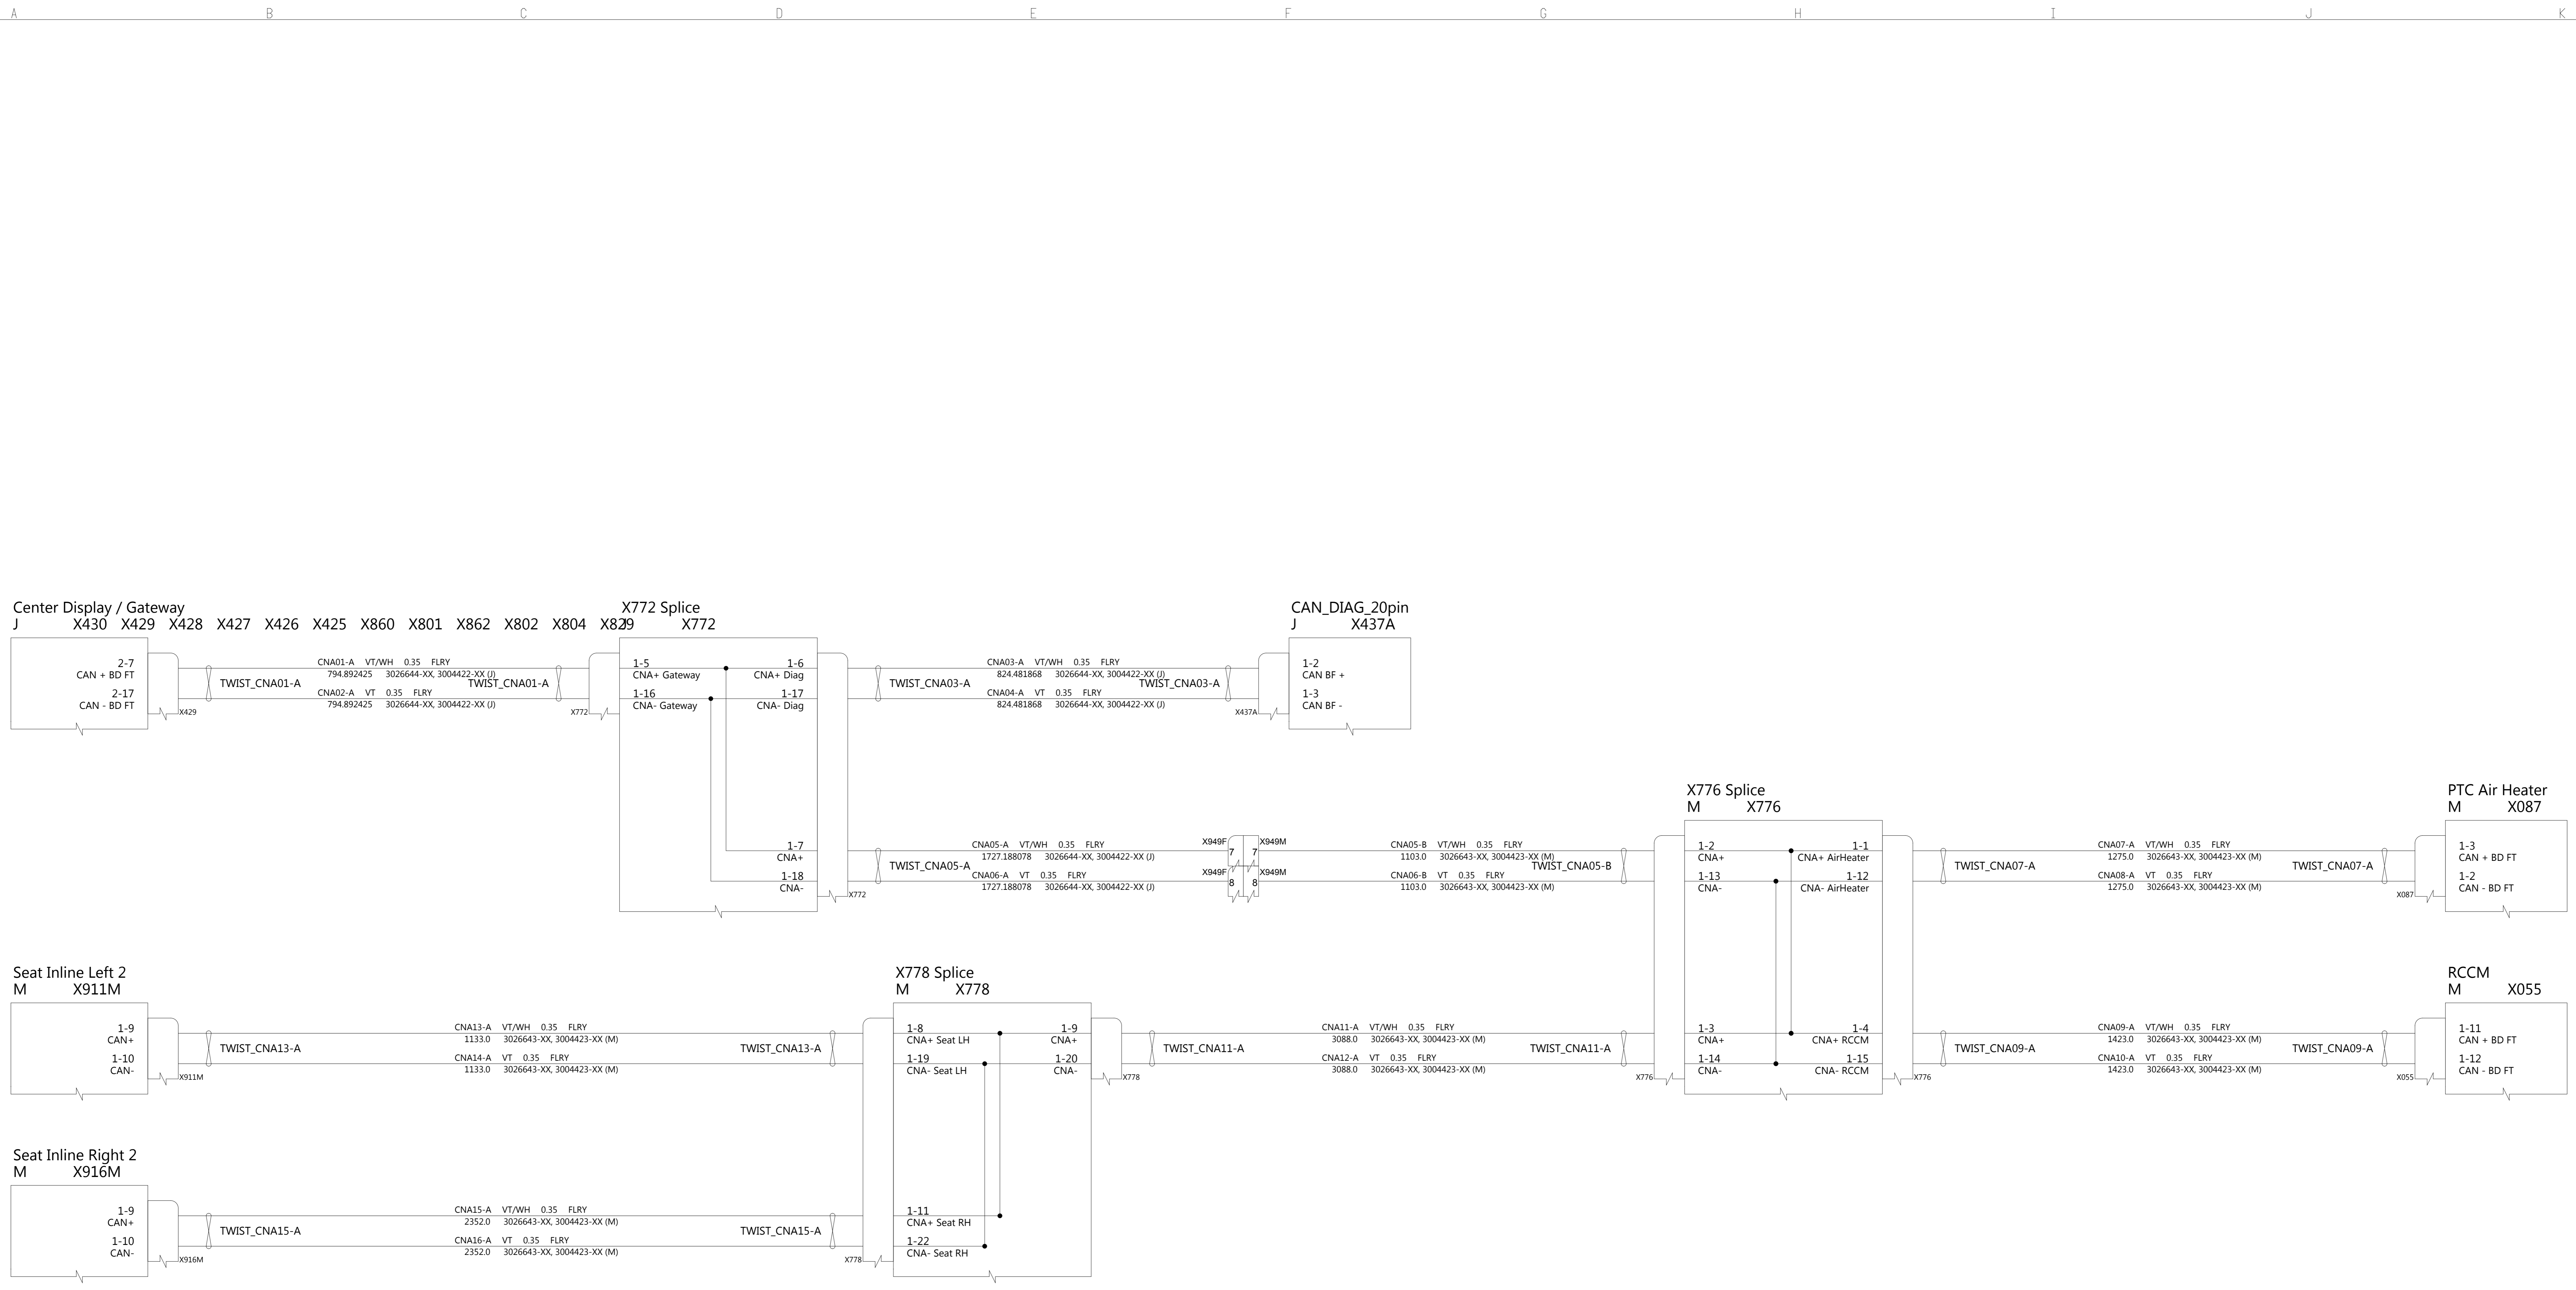 A B C D E F G H I J K
Center Display / Gateway
J X430 X429 X428 X427 X426 X425 X860 X801 X862 X802 X804 X829
2-7
CAN + BD FT
2-17
CAN - BD FT
X429
CNA01-A VT/WH 0.35 FLRY
794.892425 3026644-XX, 3004422-XX (J)
TWIST_CNA01-A TWIST_CNA01-A
CNA02-A VT 0.35 FLRY
794.892425 3026644-XX, 3004422-XX (J)
X772
X772 Splice
J X772
1-5 1-6
CNA+ Gateway CNA+ Diag
1-16 1-17
CNA- Gateway CNA- Diag
1-7
CNA+
1-18
CNA-
X772
CNA03-A VT/WH 0.35 FLRY
824.481868 3026644-XX, 3004422-XX (J)
TWIST_CNA03-A TWIST_CNA03-A
CNA04-A VT 0.35 FLRY
824.481868 3026644-XX, 3004422-XX (J)
X437A
CAN_DIAG_20pin
J X437A
1-2
CAN BF +
1-3
CAN BF -
CNA05-A VT/WH 0.35 FLRY
1727.188078 3026644-XX, 3004422-XX (J)
TWIST_CNA05-A
CNA06-A VT 0.35 FLRY
1727.188078 3026644-XX, 3004422-XX (J)
X949F X949M
7 7
X949F X949M
8 8
CNA05-B VT/WH 0.35 FLRY
1103.0 3026643-XX, 3004423-XX (M)
TWIST_CNA05-B
CNA06-B VT 0.35 FLRY
1103.0 3026643-XX, 3004423-XX (M)
X776 Splice
M X776
1-2 1-1
CNA+ CNA+ AirHeater
1-13 1-12
CNA- CNA- AirHeater
1-3 1-4
CNA+ CNA+ RCCM
1-14 1-15
CNA- CNA- RCCM
X776 X776
CNA07-A VT/WH 0.35 FLRY
1275.0 3026643-XX, 3004423-XX (M)
TWIST_CNA07-A TWIST_CNA07-A
CNA08-A VT 0.35 FLRY
1275.0 3026643-XX, 3004423-XX (M)
X087
PTC Air Heater
M X087
1-3
CAN + BD FT
1-2
CAN - BD FT
Seat Inline Left 2
M X911M
1-9
CAN+
1-10
CAN-
X911M
CNA13-A VT/WH 0.35 FLRY
1133.0 3026643-XX, 3004423-XX (M)
TWIST_CNA13-A TWIST_CNA13-A
CNA14-A VT 0.35 FLRY
1133.0 3026643-XX, 3004423-XX (M)
X778 Splice
M X778
1-8 1-9
CNA+ Seat LH CNA+
1-19 1-20
CNA- Seat LH CNA-
X778
1-11
CNA+ Seat RH
1-22
CNA- Seat RH
X778
CNA11-A VT/WH 0.35 FLRY
3088.0 3026643-XX, 3004423-XX (M)
TWIST_CNA11-A TWIST_CNA11-A
CNA12-A VT 0.35 FLRY
3088.0 3026643-XX, 3004423-XX (M)
CNA09-A VT/WH 0.35 FLRY
1423.0 3026643-XX, 3004423-XX (M)
TWIST_CNA09-A TWIST_CNA09-A
CNA10-A VT 0.35 FLRY
1423.0 3026643-XX, 3004423-XX (M)
X055
RCCM
M X055
1-11
CAN + BD FT
1-12
CAN - BD FT
Seat Inline Right 2
M X916M
1-9
CAN+
1-10
CAN-
X916M
CNA15-A VT/WH 0.35 FLRY
2352.0 3026643-XX, 3004423-XX (M)
TWIST_CNA15-A TWIST_CNA15-A
CNA16-A VT 0.35 FLRY
2352.0 3026643-XX, 3004423-XX (M)